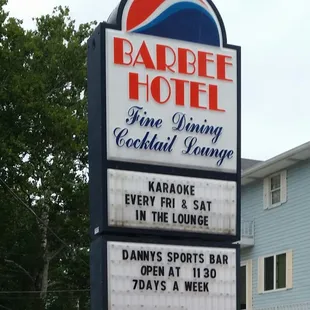 BARBEE
HOTEL
Fine Dining
Cocktail Lounge
KARAOKE
EVERY FRI & SAT
IN THE LOUNGE
DANNYS SPORTS BAR
OPEN AT 11 30
7DAYS A WEEK